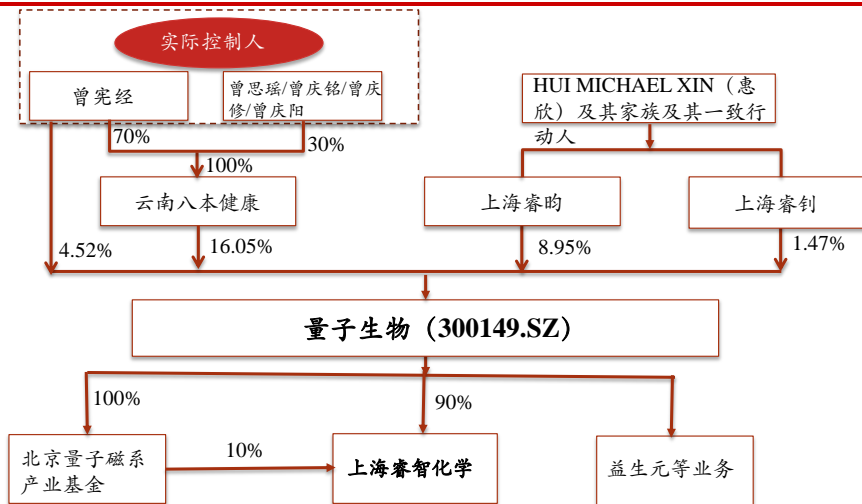 实际控制人
曾宪经
曾思瑶/曾庆铭/曾庆
修/曾庆阳
HUI MICHAEL XIN（惠
欣）及其家族及其一致行
动人
70%
30%
100%
云南八本健康
上海睿昀
上海睿钊
4.52%
16.05%
8.95%
1.47%
量子生物（300149.SZ）
100%
90%
北京量子磁系
产业基金
10%
上海睿智化学
益生元等业务